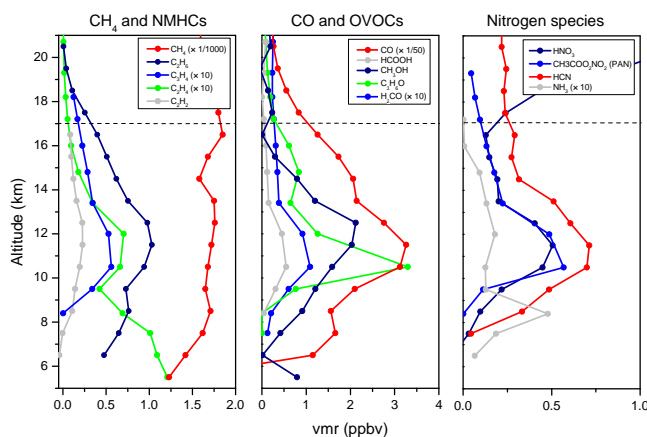 CH₄ and NMHCs
CO and OVOCs
Nitrogen species
CH₄ (× 1/1000)
C₂H₆
C₂H₄ (× 10)
C₂H₄ (× 10)
C₂H₂
CO (× 1/50)
HCOOH
CH₃OH
C₃H₆O
H₂CO (× 10)
HNO₃
CH3COO₂NO₂ (PAN)
HCN
NH₃ (× 10)
Altitude (km)
20
18
16
14
12
10
8
6
0.0
0.5
1.0
1.5
2.0
0
1
2
3
4
0.0
0.5
1.0
vmr (ppbv)